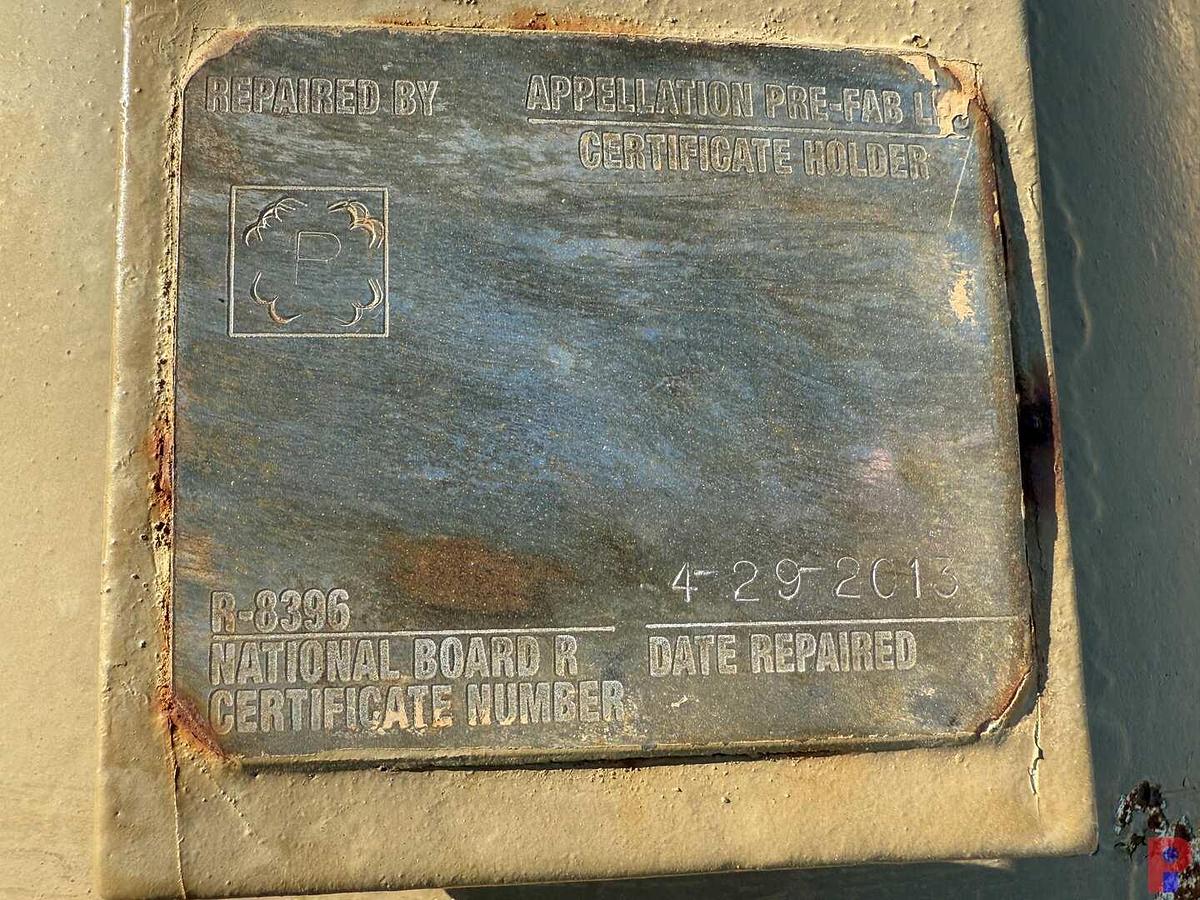 REPAIRED BY APPELLATION PRE-FAB
CERTIFICATE HOLDER
P
R-8396
4-29-2013
NATIONAL BOARD R
CERTIFICATE NUMBER
DATE REPAIRED